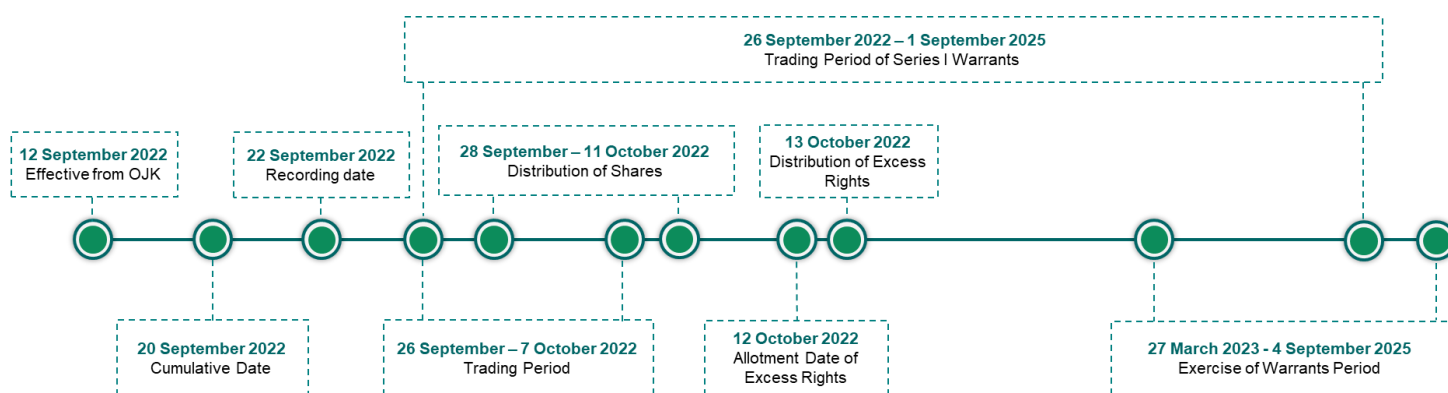 26 September 2022 – 1 September 2025
Trading Period of Series I Warrants
12 September 2022
Effective from OJK
22 September 2022
Recording date
28 September – 11 October 2022
Distribution of Shares
13 October 2022
Distribution of Excess
Rights
20 September 2022
Cumulative Date
26 September – 7 October 2022
Trading Period
12 October 2022
Allotment Date of
Excess Rights
27 March 2023 - 4 September 2025
Exercise of Warrants Period